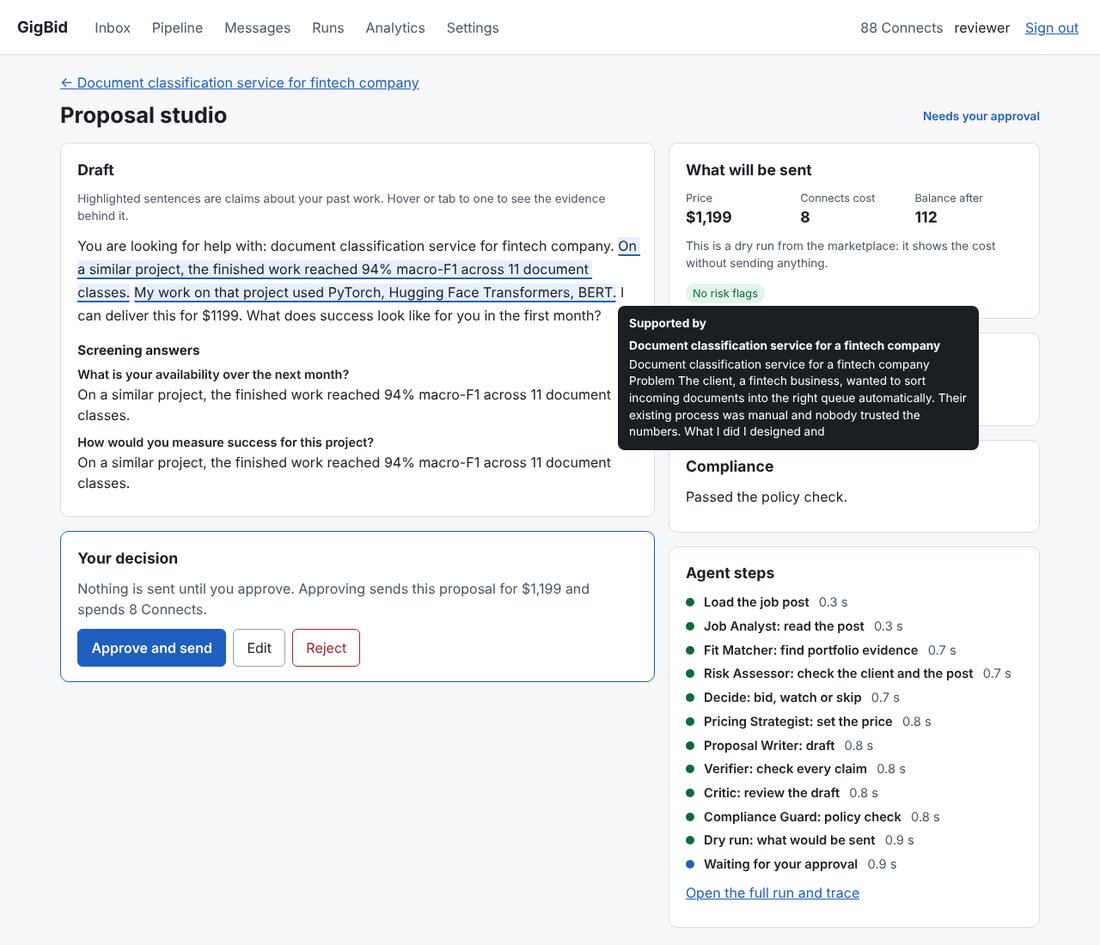 GigBid Inbox Pipeline Messages Runs Analytics Settings 88 Connects reviewer Sign out
← Document classification service for fintech company
Proposal studio
Needs your approval
Draft
Highlighted sentences are claims about your past work. Hover or tab to one to see the evidence
behind it.
You are looking for help with: document classification service for fintech company. On
a similar project, the finished work reached 94% macro-F1 across 11 document
classes. My work on that project used PyTorch, Hugging Face Transformers, BERT. I
can deliver this for $1199. What does success look like for you in the first month?
Screening answers
What is your availability over the next month?
On a similar project, the finished work reached 94% macro-F1 across 11 document
classes.
How would you measure success for this project?
On a similar project, the finished work reached 94% macro-F1 across 11 document
classes.
Your decision
Nothing is sent until you approve. Approving sends this proposal for $1,199 and
spends 8 Connects.
Approve and send Edit Reject
What will be sent
Price Connects cost Balance after
$1,199 8 112
This is a dry run from the marketplace: it shows the cost
without sending anything.
No risk flags
Supported by
Document classification service for a fintech company
Document classification service for a fintech company
Problem The client, a fintech business, wanted to sort
incoming documents into the right queue automatically. Their
existing process was manual and nobody trusted the
numbers. What I did I designed and
Compliance
Passed the policy check.
Agent steps
Load the job post 0.3 s
Job Analyst: read the post 0.3 s
Fit Matcher: find portfolio evidence 0.7 s
Risk Assessor: check the client and the post 0.7 s
Decide: bid, watch or skip 0.7 s
Pricing Strategist: set the price 0.8 s
Proposal Writer: draft 0.8 s
Verifier: check every claim 0.8 s
Critic: review the draft 0.8 s
Compliance Guard: policy check 0.8 s
Dry run: what would be sent 0.9 s
Waiting for your approval 0.9 s
Open the full run and trace